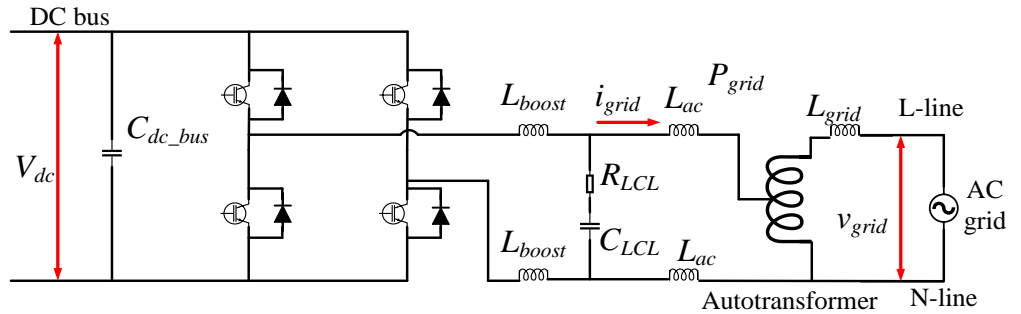 DC bus
P_grid
L_boost
i_grid
L_ac
L_grid
L-line
C_dc_bus
V_dc
R_LCL
AC
grid
v_grid
L_boost
C_LCL
L_ac
Autotransformer
N-line